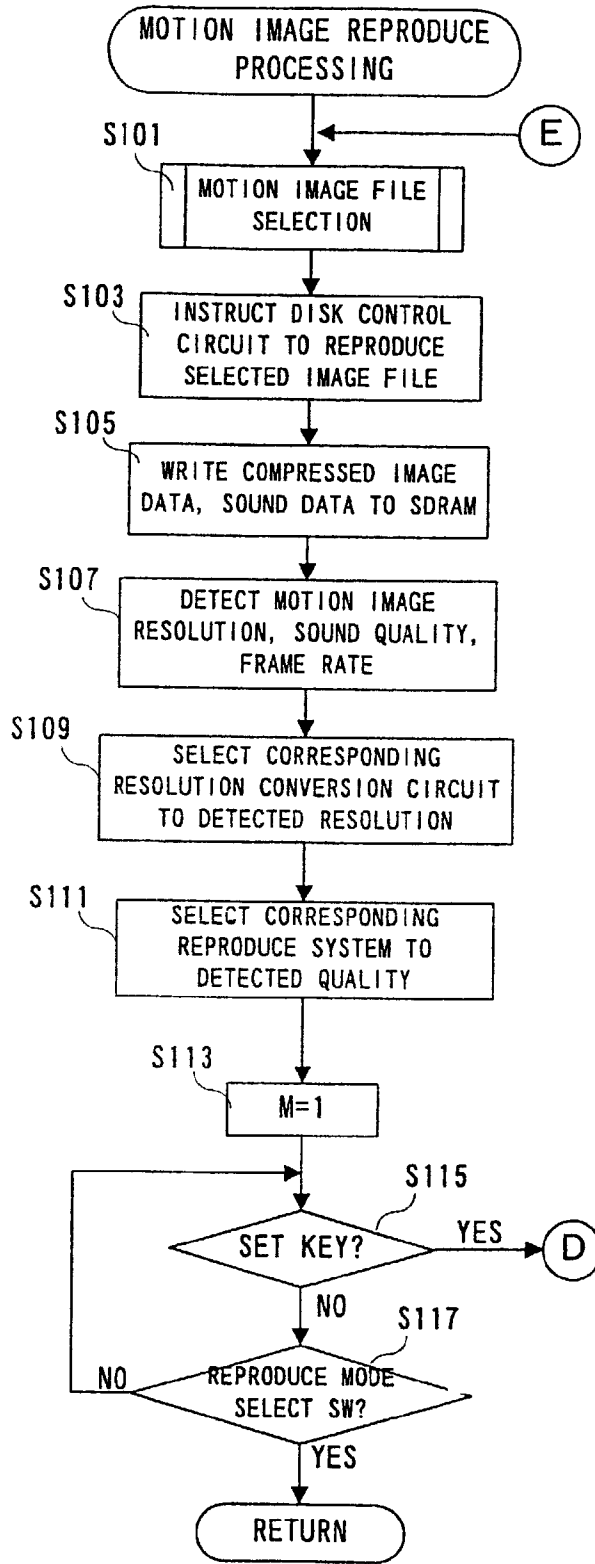 MOTION IMAGE REPRODUCE
PROCESSING
E
S101
MOTION IMAGE FILE
SELECTION
S103
INSTRUCT DISK CONTROL
CIRCUIT TO REPRODUCE
SELECTED IMAGE FILE
S105
WRITE COMPRESSED IMAGE
DATA, SOUND DATA TO SDRAM
S107
DETECT MOTION IMAGE
RESOLUTION, SOUND QUALITY,
FRAME RATE
S109
SELECT CORRESPONDING
RESOLUTION CONVERSION CIRCUIT
TO DETECTED RESOLUTION
S111
SELECT CORRESPONDING
REPRODUCE SYSTEM TO
DETECTED QUALITY
S113
M=1
S115
SET KEY?
YES
D
NO
S117
REPRODUCE MODE
SELECT SW?
NO
YES
RETURN